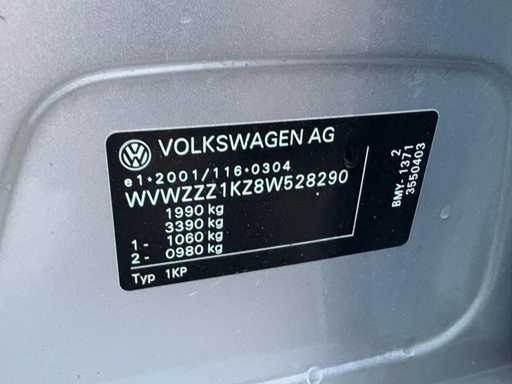 VOLKSWAGEN AG
e1*2001/116*0304
WVWZZZ1KZ8W528290
1990 kg
3390 kg
1- 1060 kg
2- 0980 kg
Typ 1KP
2
BMY-1371
3550403